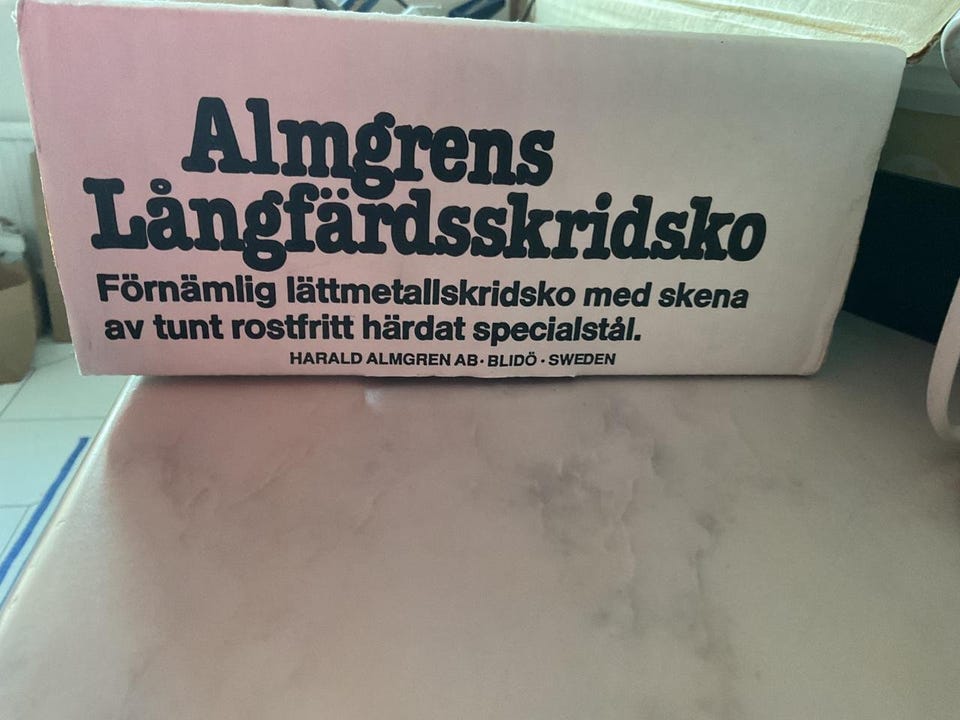 Almgrens
Långfärdsskridsko
Förnämlig lättmetallskridsko med skena
av tunt rostfritt härdat specialstål.
HARALD ALMGREN AB · BLIDÖ · SWEDEN